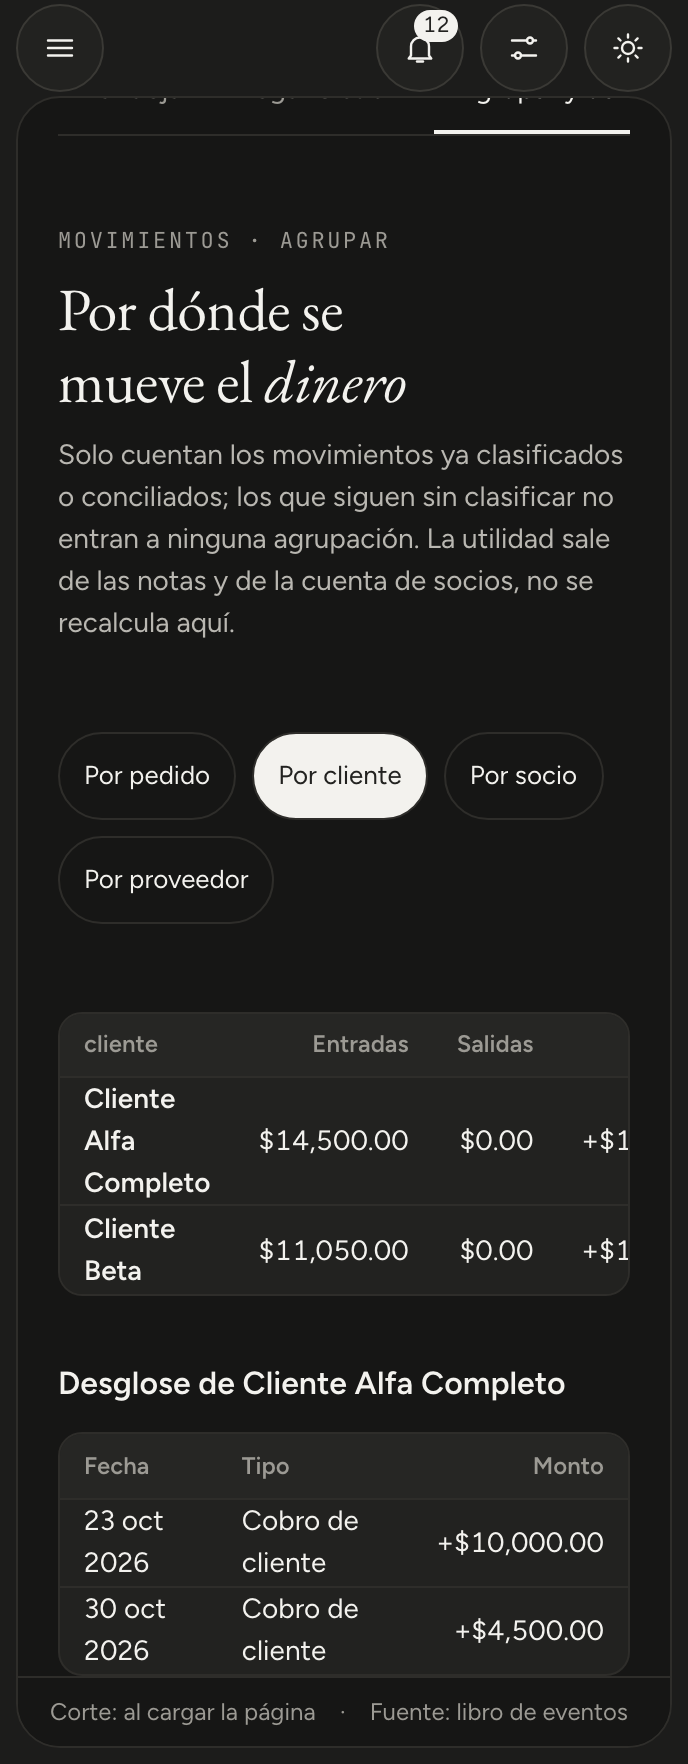 12
MOVIMIENTOS · AGRUPAR
Por dónde se
mueve el dinero
Solo cuentan los movimientos ya clasificados
o conciliados; los que siguen sin clasificar no
entran a ninguna agrupación. La utilidad sale
de las notas y de la cuenta de socios, no se
recalcula aquí.
Por pedido Por cliente Por socio
Por proveedor
cliente Entradas Salidas
Cliente
Alfa
Completo
$14,500.00 $0.00 +$1
Cliente
Beta
$11,050.00 $0.00 +$1
Desglose de Cliente Alfa Completo
Fecha Tipo Monto
23 oct
2026
Cobro de
cliente
+$10,000.00
30 oct
2026
Cobro de
cliente
+$4,500.00
Corte: al cargar la página · Fuente: libro de eventos